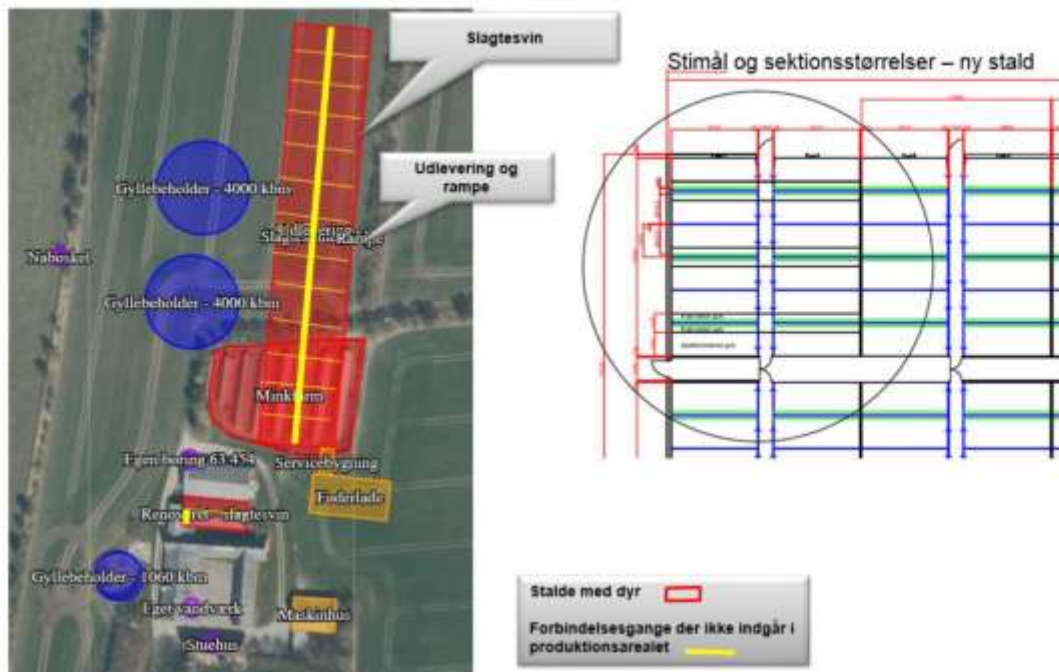 Slagtesvin
Stimål og sektionsstørrelser – ny stald
Udlevering og
rampe
Gyllebeholder - 4000 kbm
Rampe
Naboskel
Gyllebeholder - 4000 kbm
Minkfarm
Egen boring 63.454
Servicebygning
Foderlade
slagtesvin
Gyllebeholder - 1060 kbm
Eget vandværk
Maskinhus
Stuehus
Stalde med dyr
Forbindelsesgange der ikke indgår i
produktionsarealet